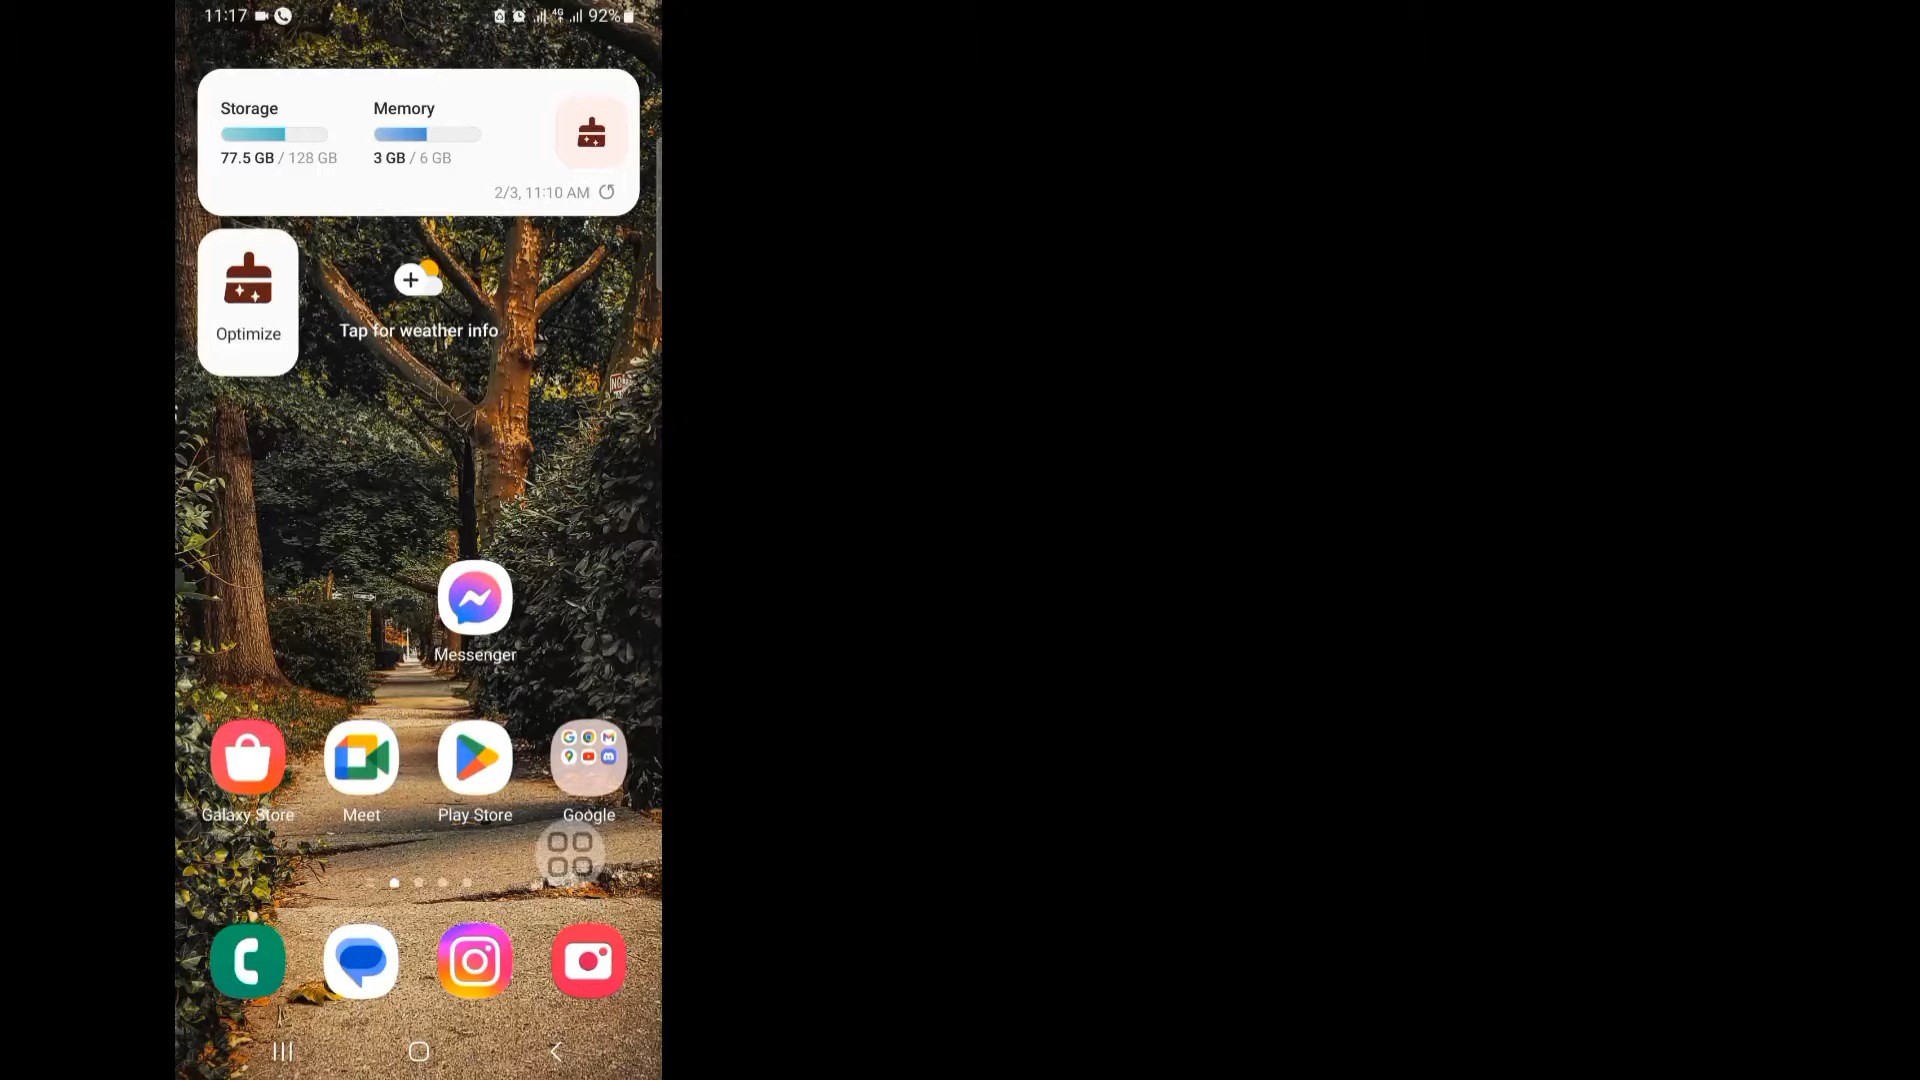 11:17 4G 92%
Storage Memory
77.5 GB / 128 GB 3 GB / 6 GB
2/3, 11:10 AM
Optimize
Tap for weather info
Messenger
Galaxy Store Meet Play Store Google